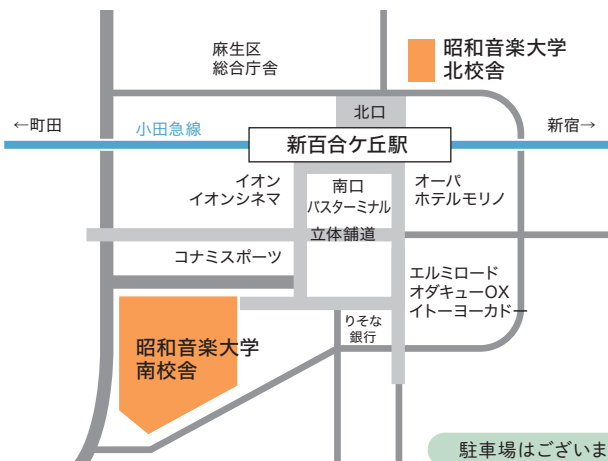 麻生区
総合庁舎
昭和音楽大学
北校舎
北口
←町田
小田急線
新百合ケ丘駅
新宿→
イオン
イオンシネマ
南口
バスターミナル
オーパ
ホテルモリノ
立体舗道
コナミスポーツ
エルミロード
オダキューOX
イトーヨーカドー
りそな
銀行
昭和音楽大学
南校舎
駐車場はございま